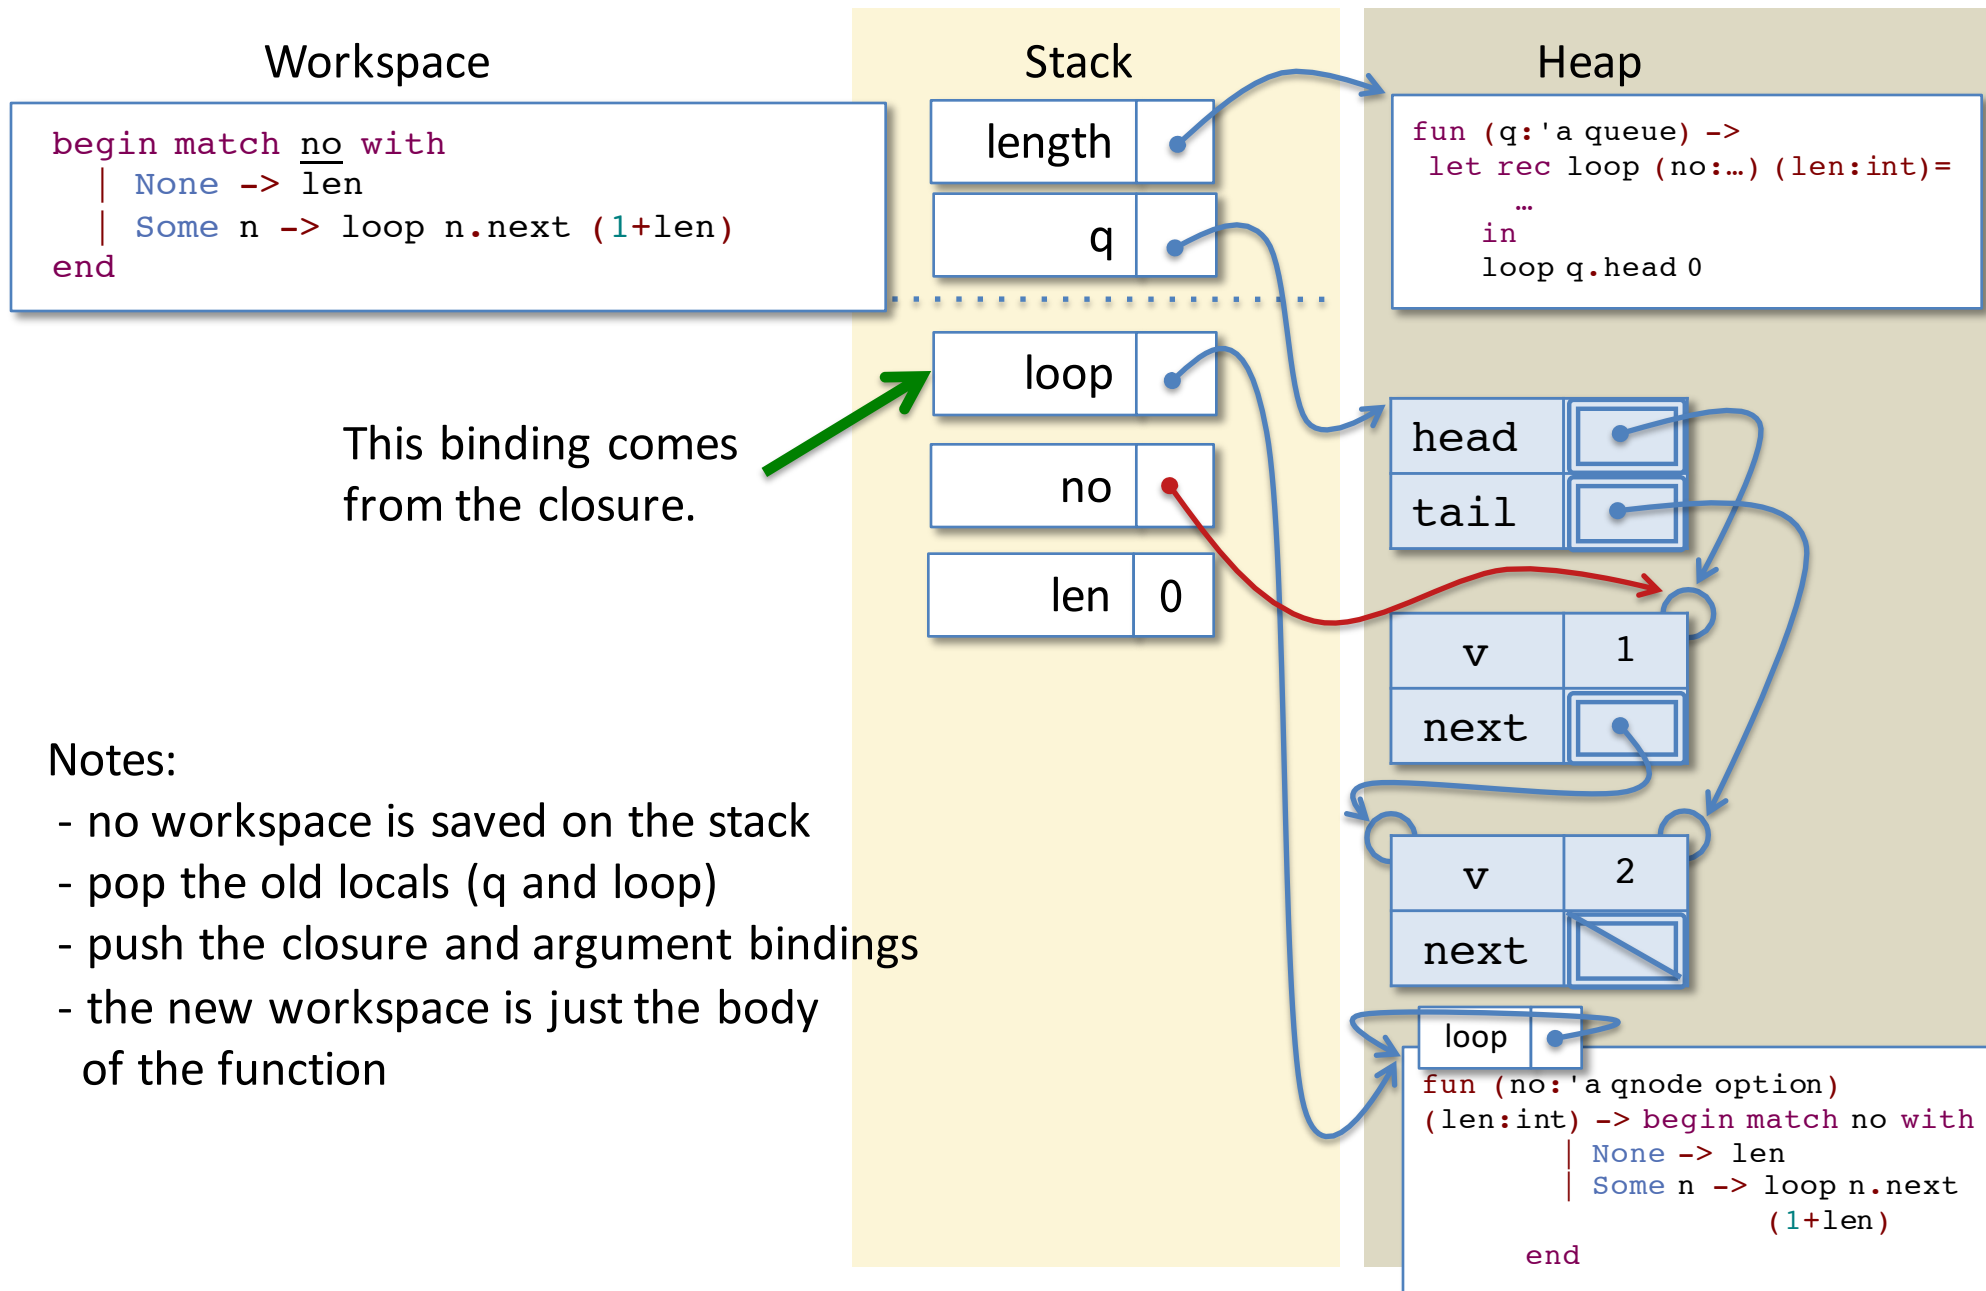 Workspace
begin match no with
| None -> len
| Some n -> loop n.next (1+len)
end
This binding comes
from the closure.
Notes:
- no workspace is saved on the stack
- pop the old locals (q and loop)
- push the closure and argument bindings
- the new workspace is just the body
of the function
Stack
length
q
loop
no
len 0
Heap
fun (q:'a queue) ->
let rec loop (no:…) (len:int)=
…
in
loop q.head 0
head
tail
v 1
next
v 2
next
loop
fun (no:'a qnode option)
(len:int) -> begin match no with
| None -> len
| Some n -> loop n.next
(1+len)
end